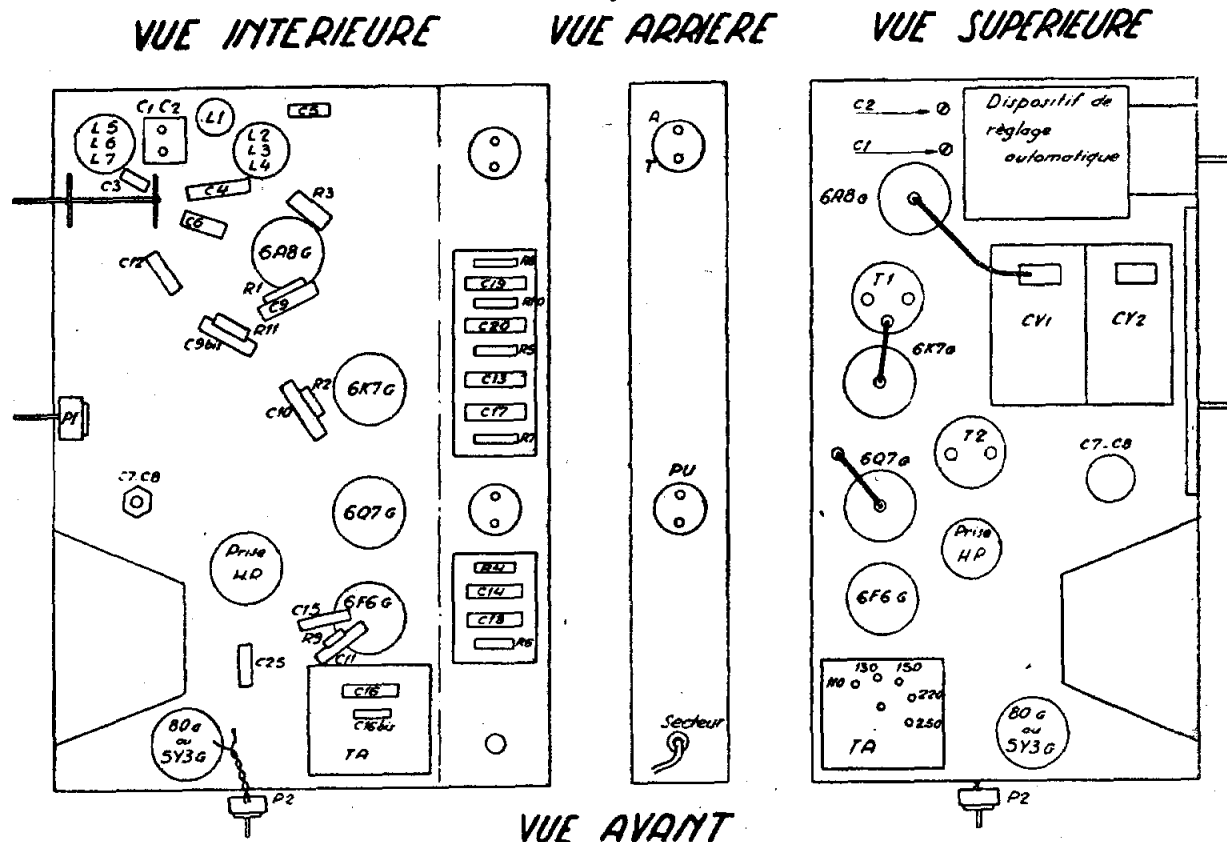 VUE INTERIEURE
VUE ARRIERE
VUE SUPERIEURE
C1 C2
L1
C5
L5
L6
L7
L2
L3
L4
C3
C4
R3
C6
6A8G
C12
R1
C9
R11
C9bis
R2
C10
6K7G
P1
C7-C8
6Q7G
Prise
H.P.
6F6G
C15
R9
C11
C25
C16
C16bis
TA
80G
ou
5Y3G
P2
R8
C19
R10
C20
R5
C13
C17
R7
R4
C14
C18
R6
A
T
PU
Secteur
C2
C1
Dispositif de
règlage
automatique
6A8G
T1
CV1
CV2
6K7G
T2
6Q7G
C7-C8
Prise
HP
6F6G
110
130
150
220
250
TA
80G
ou
5Y3G
P2
VUE AVANT